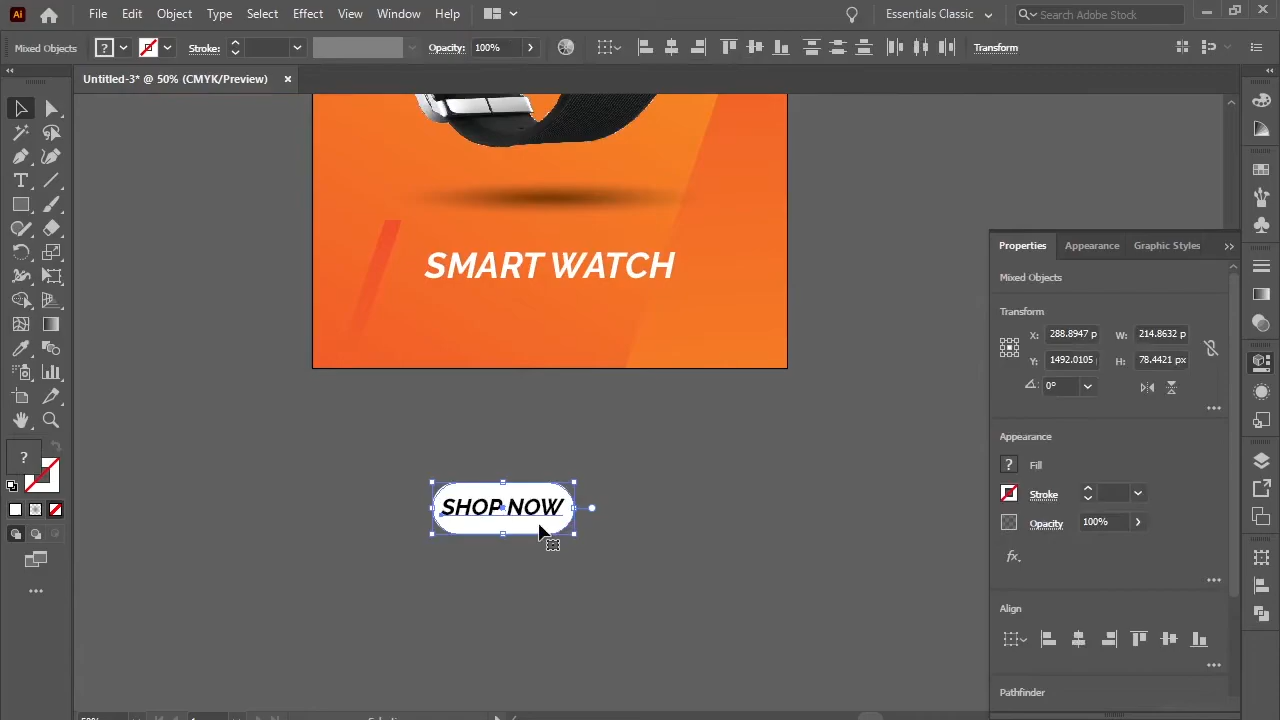 Ai File Edit Object Type Select Effect View Window Help Essentials Classic Search Adobe Stock
Mixed Objects ? Stroke: Opacity: 100% Transform
Untitled-3* @ 50% (CMYK/Preview) ×
SMART WATCH
SHOP NOW
?
Properties Appearance Graphic Styles
Mixed Objects
Transform
X: 288.8947 p W: 214.8632 p
Y: 1492.0105 H: 78.4421 px
0°
Appearance
? Fill
Stroke
Opacity 100%
fx.
Align
Pathfinder